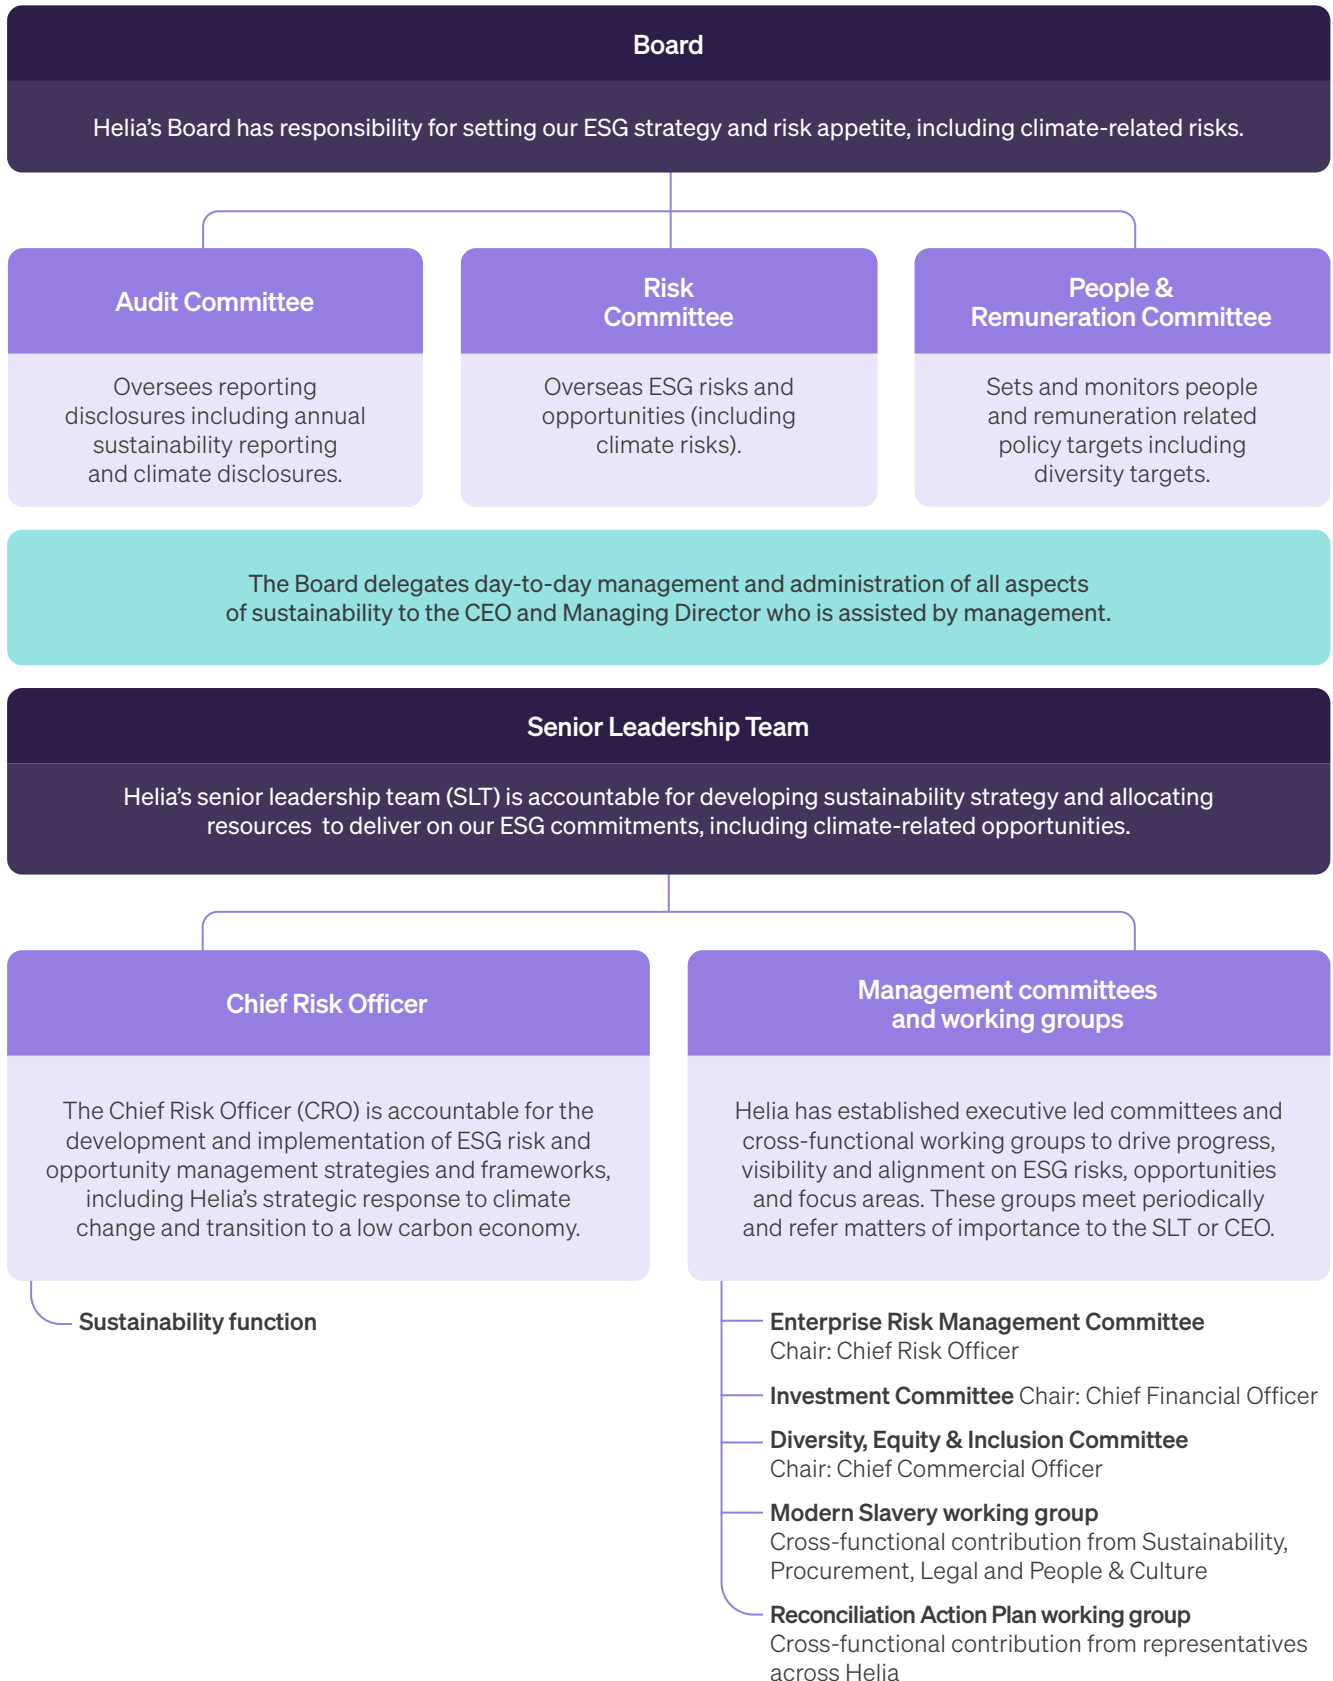 Board
Helia’s Board has responsibility for setting our ESG strategy and risk appetite, including climate-related risks.
Audit Committee
Oversees reporting
disclosures including annual
sustainability reporting
and climate disclosures.
Risk
Committee
Overseas ESG risks and
opportunities (including
climate risks).
People &
Remuneration Committee
Sets and monitors people
and remuneration related
policy targets including
diversity targets.
The Board delegates day-to-day management and administration of all aspects
of sustainability to the CEO and Managing Director who is assisted by management.
Senior Leadership Team
Helia’s senior leadership team (SLT) is accountable for developing sustainability strategy and allocating
resources to deliver on our ESG commitments, including climate-related opportunities.
Chief Risk Officer
The Chief Risk Officer (CRO) is accountable for the
development and implementation of ESG risk and
opportunity management strategies and frameworks,
including Helia’s strategic response to climate
change and transition to a low carbon economy.
Sustainability function
Management committees
and working groups
Helia has established executive led committees and
cross-functional working groups to drive progress,
visibility and alignment on ESG risks, opportunities
and focus areas. These groups meet periodically
and refer matters of importance to the SLT or CEO.
Enterprise Risk Management Committee
Chair: Chief Risk Officer
Investment Committee Chair: Chief Financial Officer
Diversity, Equity & Inclusion Committee
Chair: Chief Commercial Officer
Modern Slavery working group
Cross-functional contribution from Sustainability,
Procurement, Legal and People & Culture
Reconciliation Action Plan working group
Cross-functional contribution from representatives
across Helia